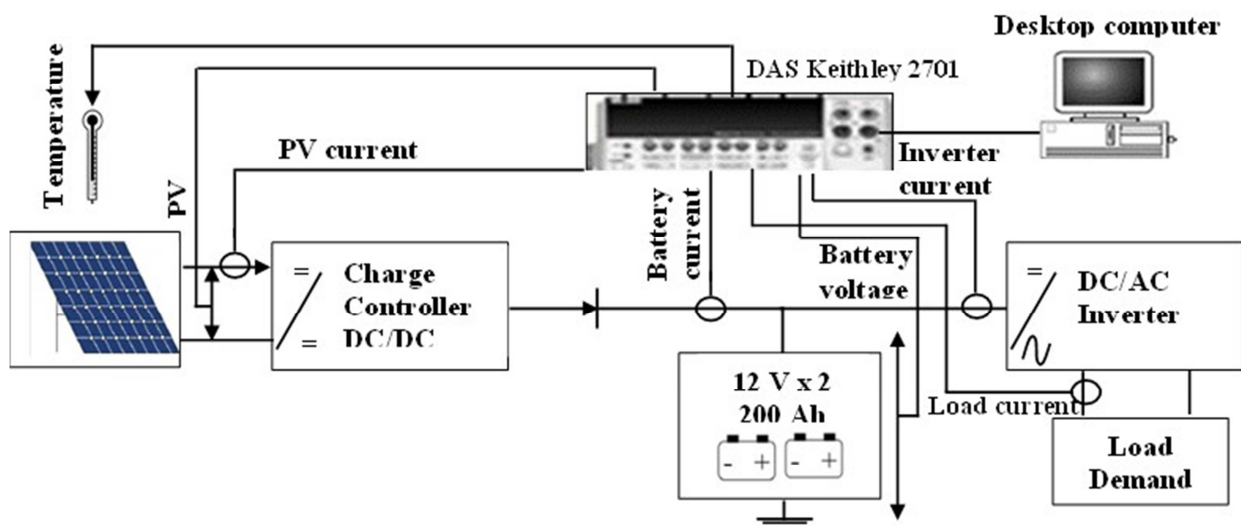 Desktop computer
DAS Keithley 2701
Temperature
PV current
Inverter
current
PV
Battery
current
Battery
voltage
=
Charge
Controller
=
DC/DC
=
DC/AC
Inverter
12 V x 2
200 Ah
- +
- +
Load current
Load
Demand